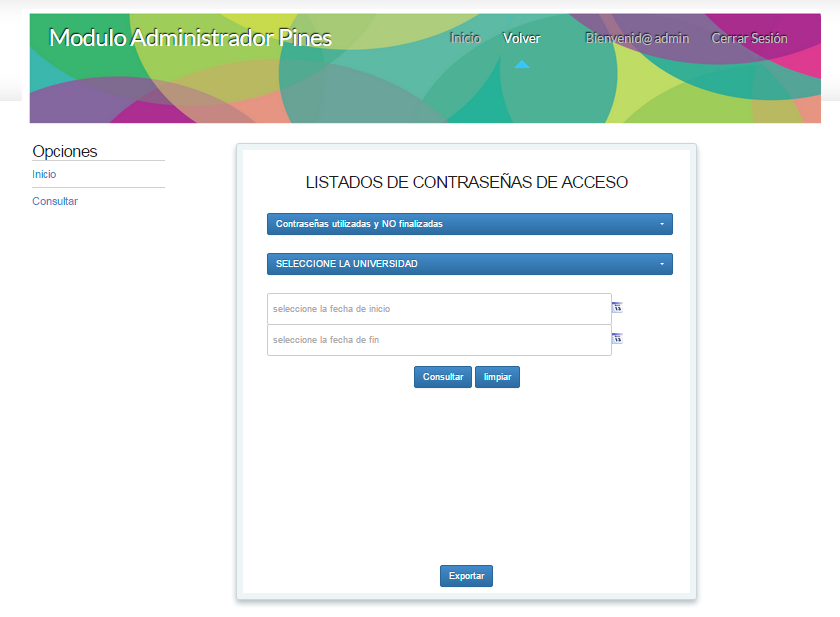 Modulo Administrador Pines
Inicio Volver Bienvenid@ admin Cerrar Sesión
Opciones
Inicio
Consultar
LISTADOS DE CONTRASEÑAS DE ACCESO
Contraseñas utilizadas y NO finalizadas
SELECCIONE LA UNIVERSIDAD
seleccione la fecha de inicio
seleccione la fecha de fin
Consultar limpiar
Exportar